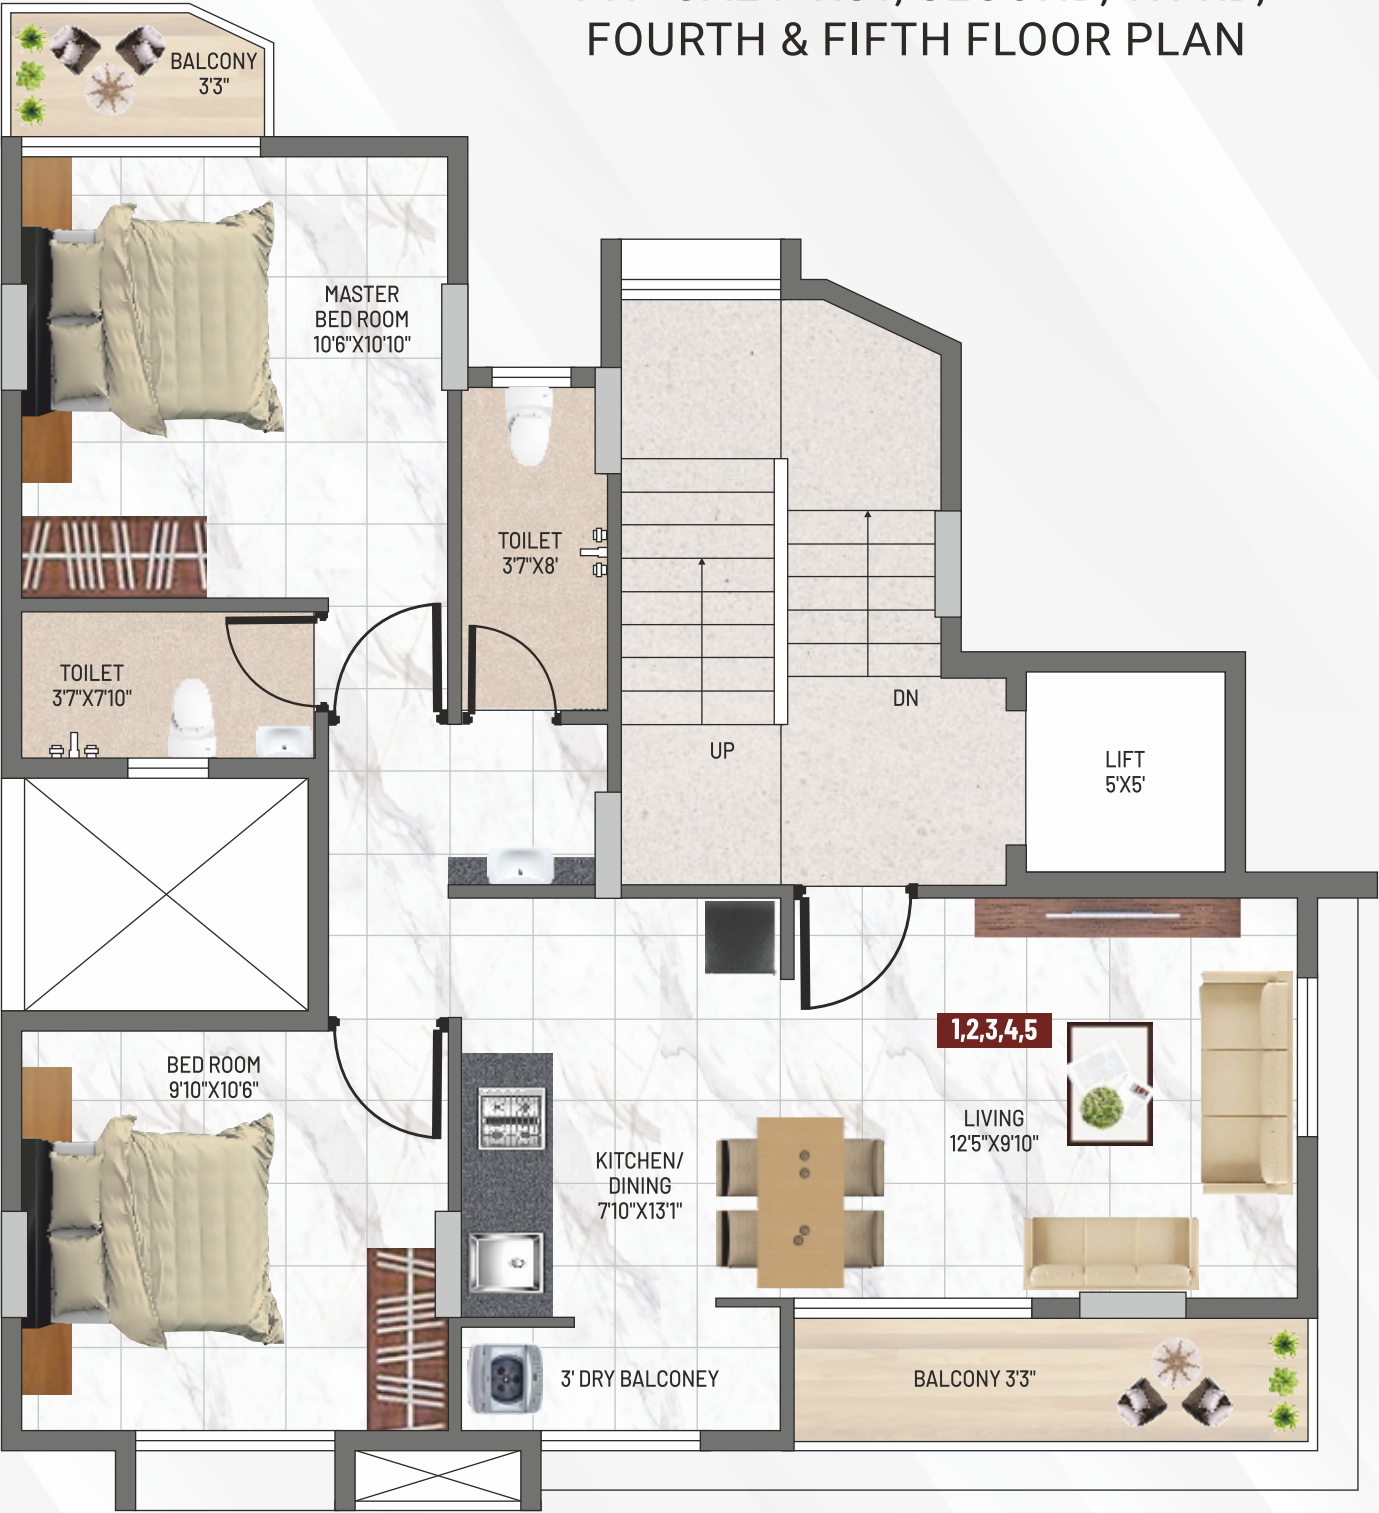 FOURTH & FIFTH FLOOR PLAN
BALCONY
3'3"
MASTER
BED ROOM
10'6"X10'10"
TOILET
3'7"X8'
TOILET
3'7"X7'10"
DN
UP
LIFT
5'X5'
1,2,3,4,5
BED ROOM
9'10"X10'6"
LIVING
12'5"X9'10"
KITCHEN/
DINING
7'10"X13'1"
3' DRY BALCONEY
BALCONY 3'3"